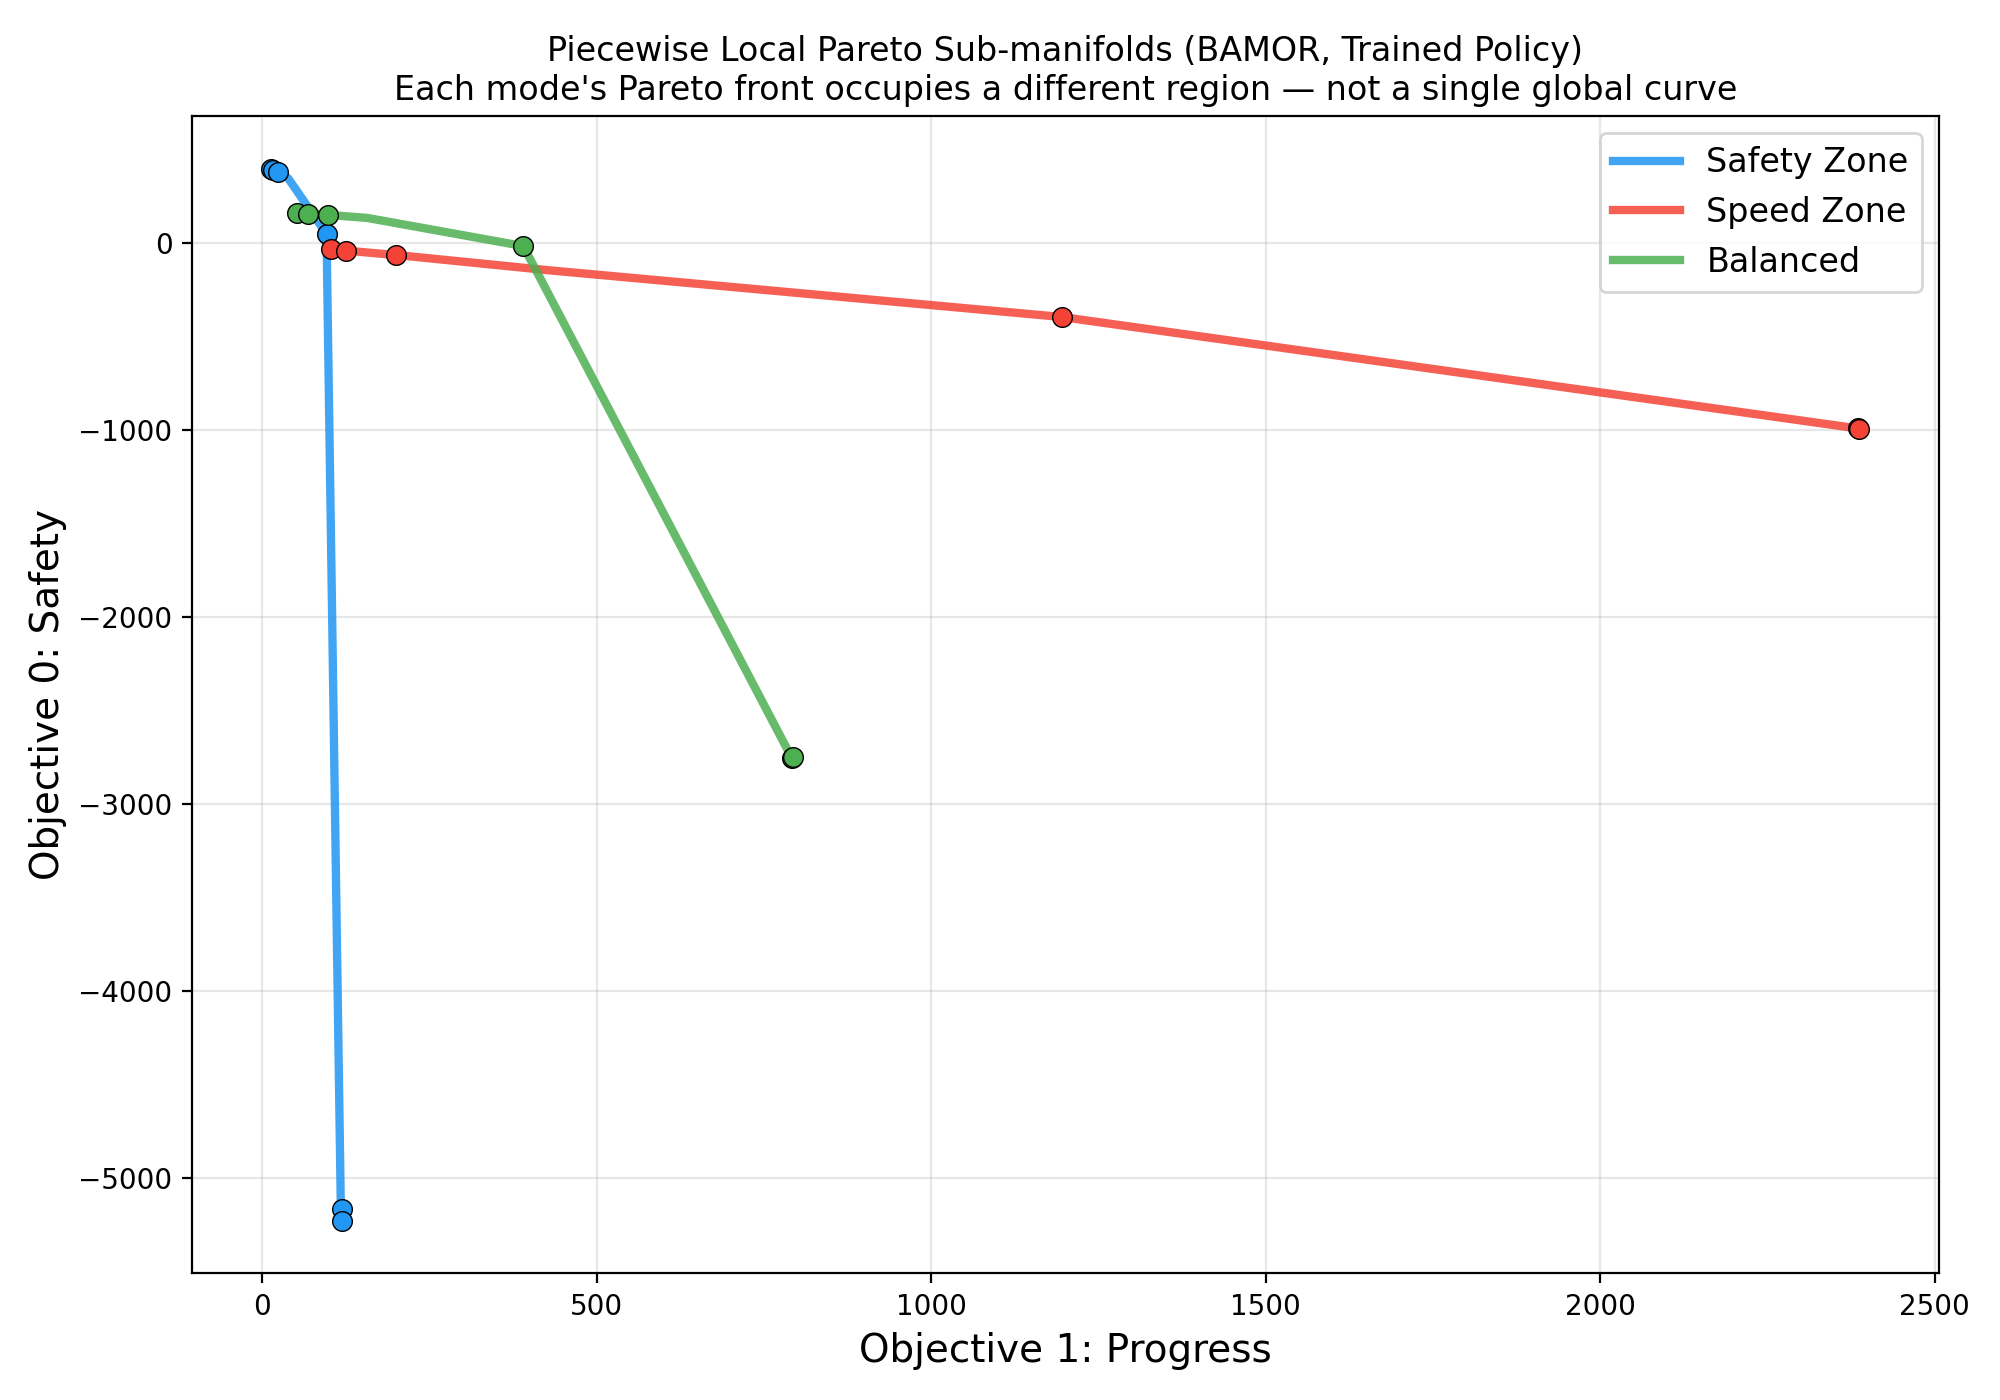 Piecewise Local Pareto Sub-manifolds (BAMOR, Trained Policy)
Each mode's Pareto front occupies a different region — not a single global curve
Safety Zone
Speed Zone
Balanced
Objective 0: Safety
0
−1000
−2000
−3000
−4000
−5000
0
500
1000
1500
2000
2500
Objective 1: Progress